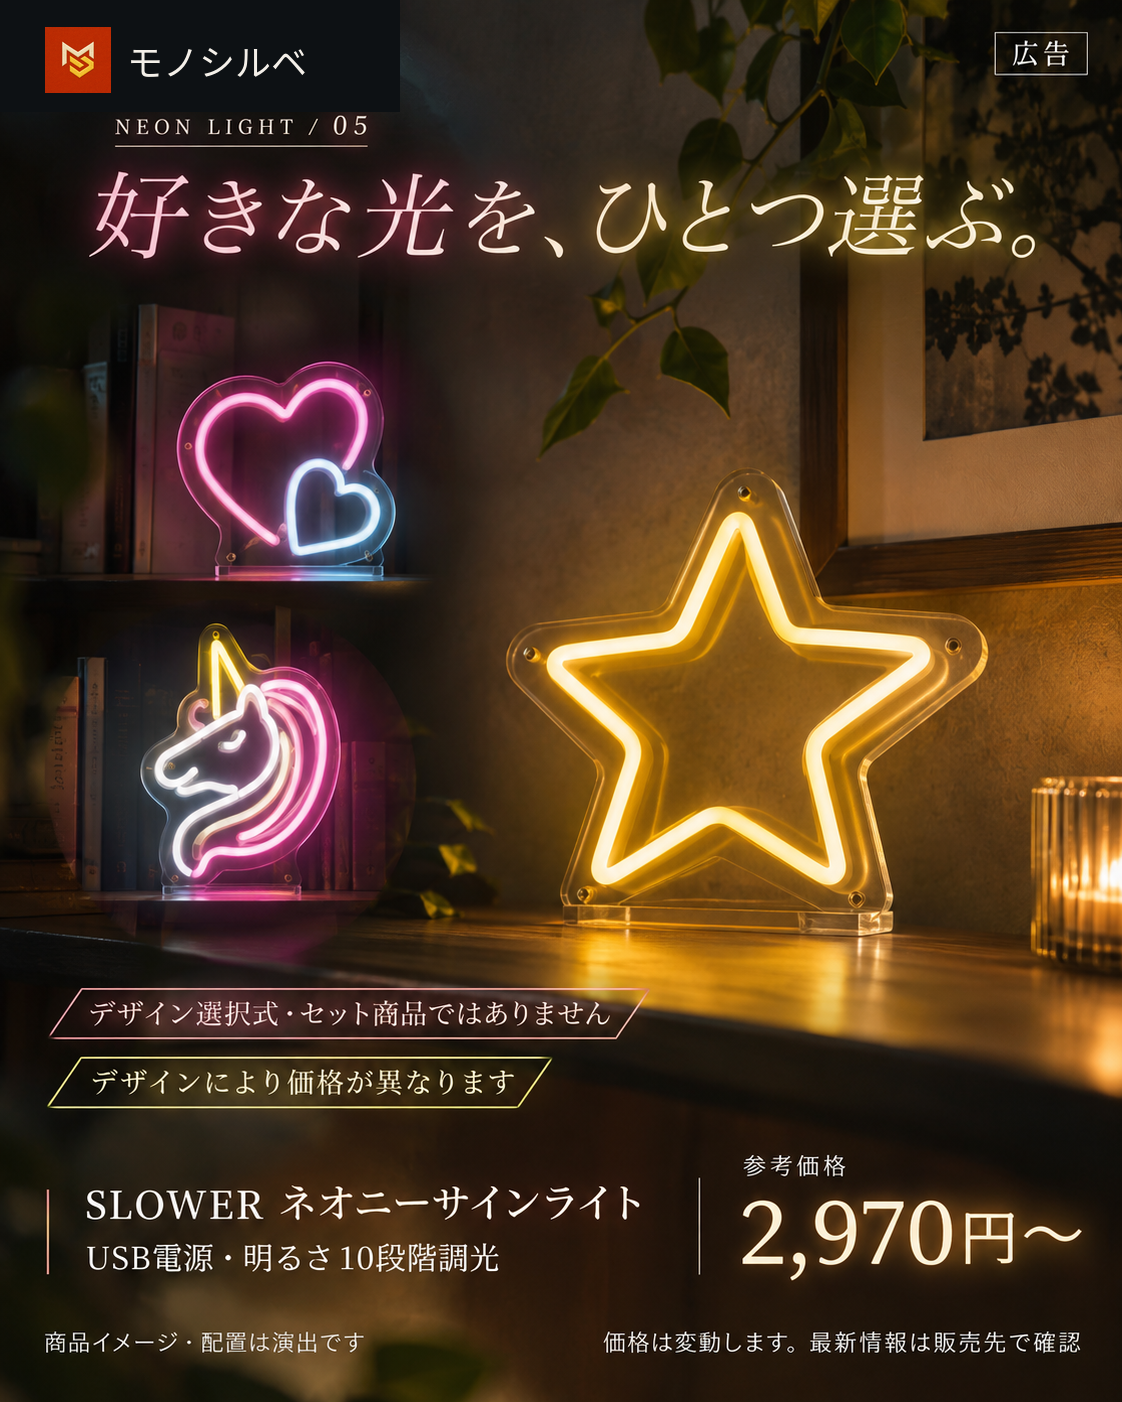 モノシルベ
広告
NEON LIGHT / 05
好きな光を、ひとつ選ぶ。
デザイン選択式・セット商品ではありません
デザインにより価格が異なります
参考価格
SLOWER ネオニーサインライト
2,970円〜
USB電源・明るさ10段階調光
商品イメージ・配置は演出です
価格は変動します。最新情報は販売先で確認